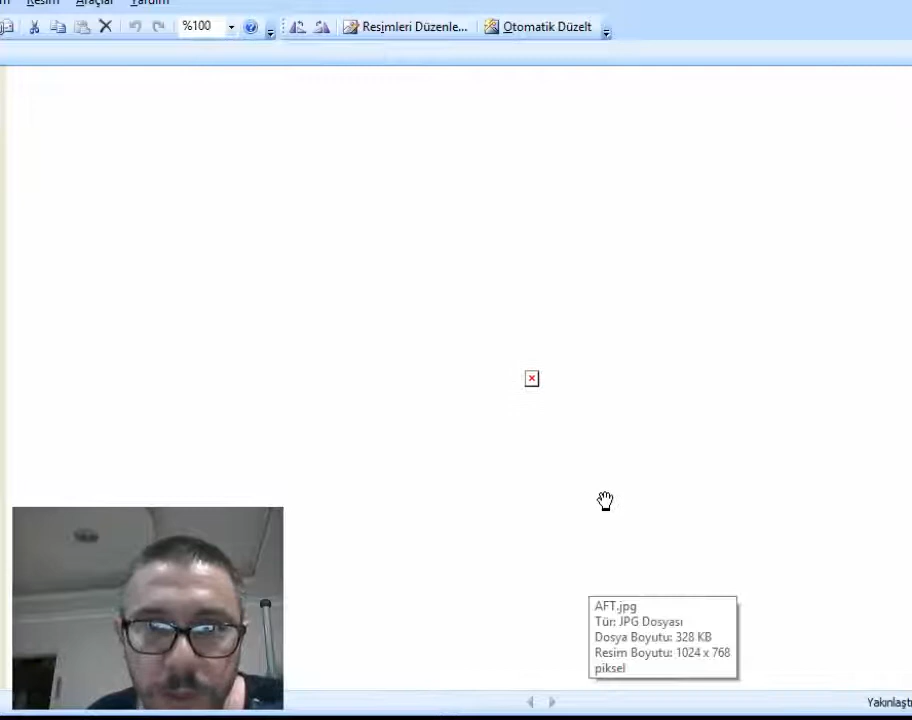 Resim Araçlar Yardım
%100 Resimleri Düzenle... Otomatik Düzelt
AFT.jpg
Tür: JPG Dosyası
Dosya Boyutu: 328 KB
Resim Boyutu: 1024 x 768
piksel